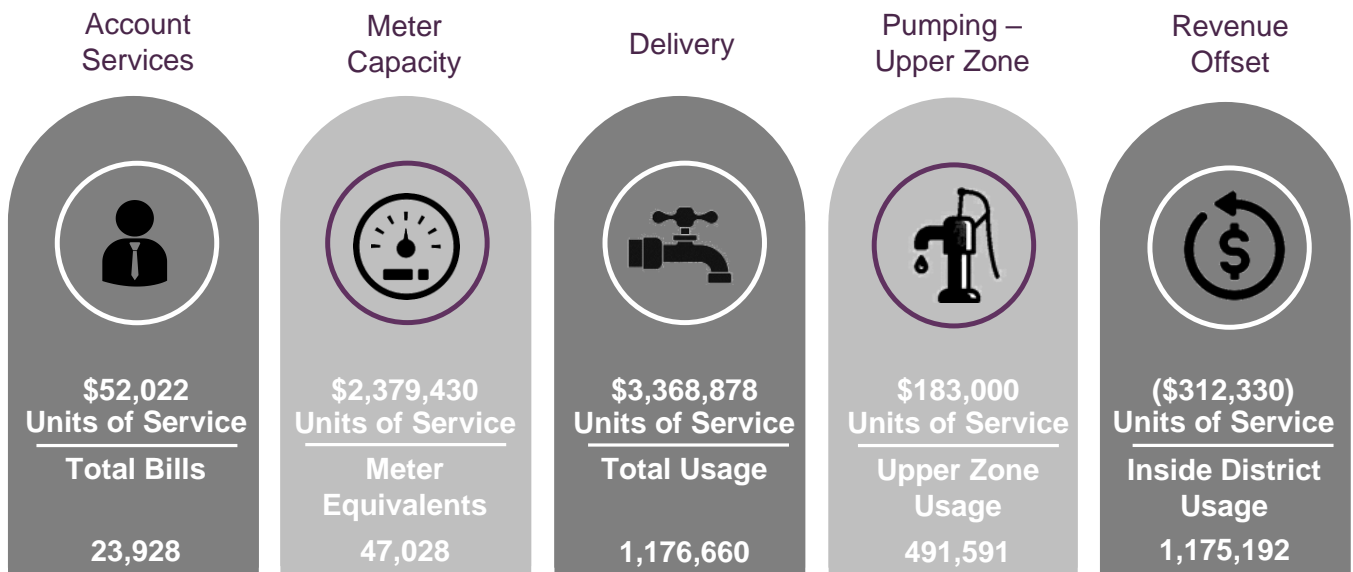 Account
Services
$52,022
Units of Service
Total Bills
23,928
Meter
Capacity
$2,379,430
Units of Service
Meter
Equivalents
47,028
Delivery
$3,368,878
Units of Service
Total Usage
1,176,660
Pumping –
Upper Zone
$183,000
Units of Service
Upper Zone
Usage
491,591
Revenue
Offset
$
($312,330)
Units of Service
Inside District
Usage
1,175,192